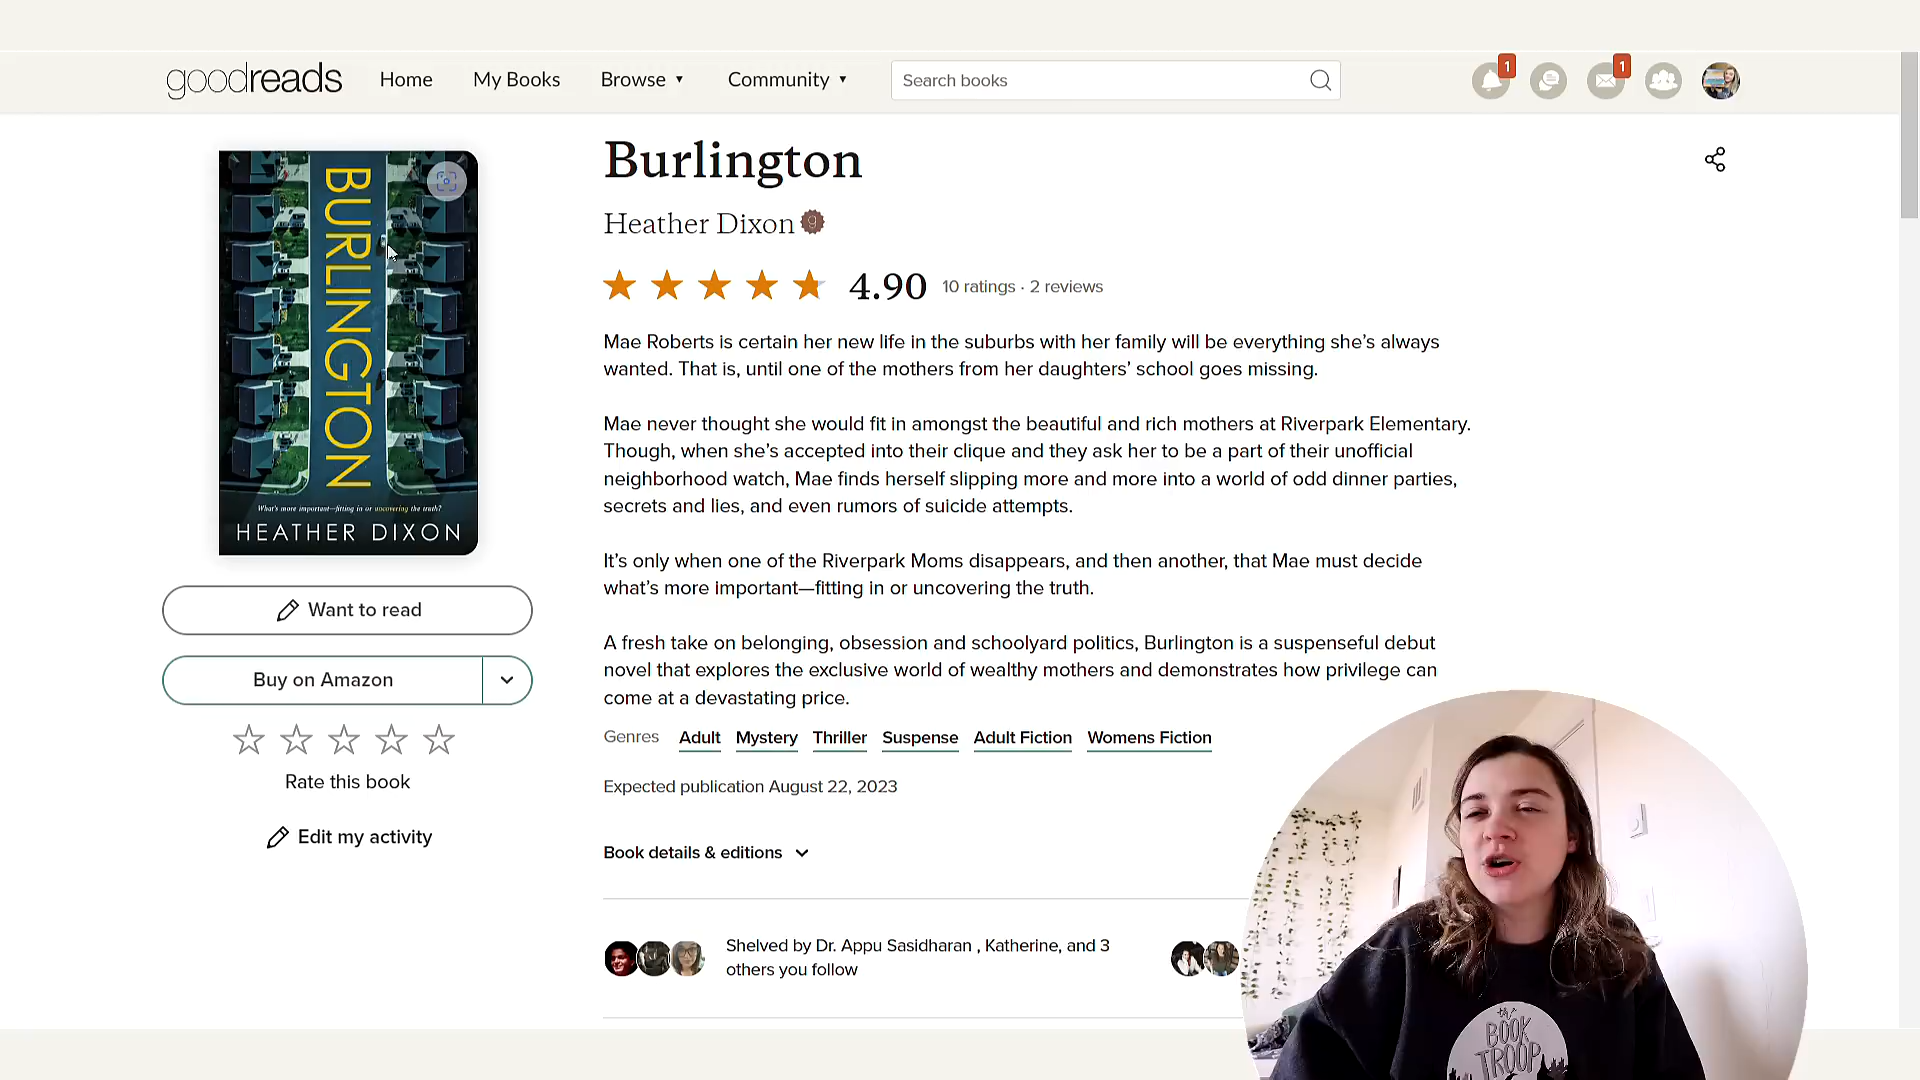 goodreads Home My Books Browse Community Search books 1 1
BURLINGTON
What's more important—fitting in or uncovering the truth?
HEATHER DIXON
Want to read
Buy on Amazon
Rate this book
Edit my activity
Burlington
Heather Dixon
4.90 10 ratings · 2 reviews
Mae Roberts is certain her new life in the suburbs with her family will be everything she’s always
wanted. That is, until one of the mothers from her daughters’ school goes missing.
Mae never thought she would fit in amongst the beautiful and rich mothers at Riverpark Elementary.
Though, when she’s accepted into their clique and they ask her to be a part of their unofficial
neighborhood watch, Mae finds herself slipping more and more into a world of odd dinner parties,
secrets and lies, and even rumors of suicide attempts.
It’s only when one of the Riverpark Moms disappears, and then another, that Mae must decide
what’s more important—fitting in or uncovering the truth.
A fresh take on belonging, obsession and schoolyard politics, Burlington is a suspenseful debut
novel that explores the exclusive world of wealthy mothers and demonstrates how privilege can
come at a devastating price.
Genres Adult Mystery Thriller Suspense Adult Fiction Womens Fiction
Expected publication August 22, 2023
Book details & editions
Shelved by Dr. Appu Sasidharan , Katherine, and 3
others you follow
the
BOOK
TROOP